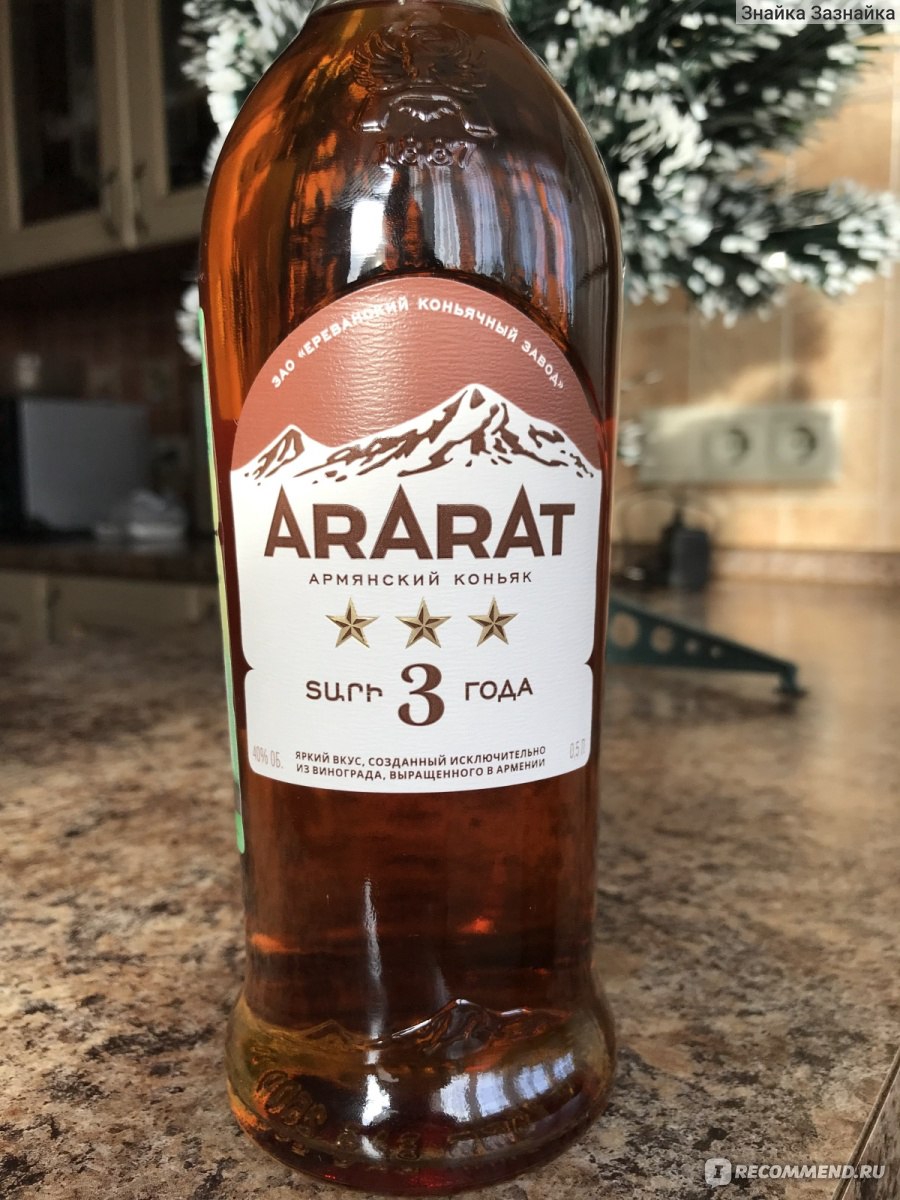 Знайка Зазнайка
1887
ЗАО «ЕРЕВАНСКИЙ КОНЬЯЧНЫЙ ЗАВОД»
ARARAT
АРМЯНСКИЙ КОНЬЯК
ՏԱՐԻ 3 ГОДА
40% ОБ.
ЯРКИЙ ВКУС, СОЗДАННЫЙ ИСКЛЮЧИТЕЛЬНО
ИЗ ВИНОГРАДА, ВЫРАЩЕННОГО В АРМЕНИИ
0,5 Л
IRECOMMEND.RU